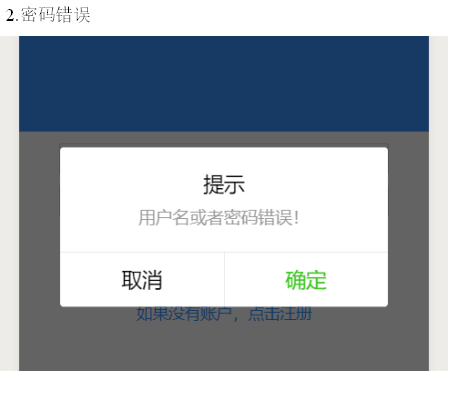 2.密码错误
提示
用户名或者密码错误!
取消
确定
如果没有账户，点击注册